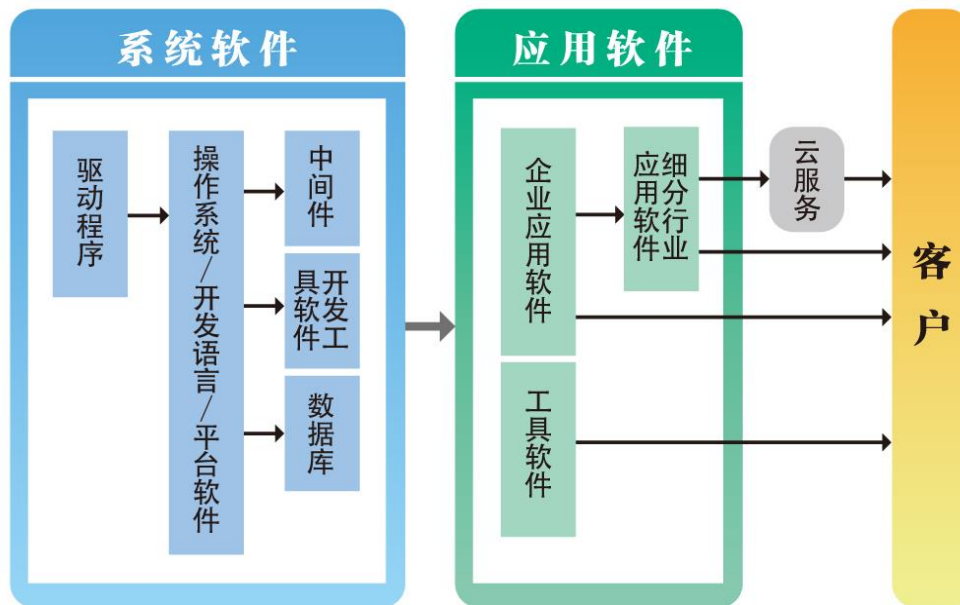 系统软件
驱动程序
操作系统/开发语言/平台软件
中间件
开发工
具软件
数据库
应用软件
企业应用软件
细分行业
应用软件
工具软件
云服务
客户